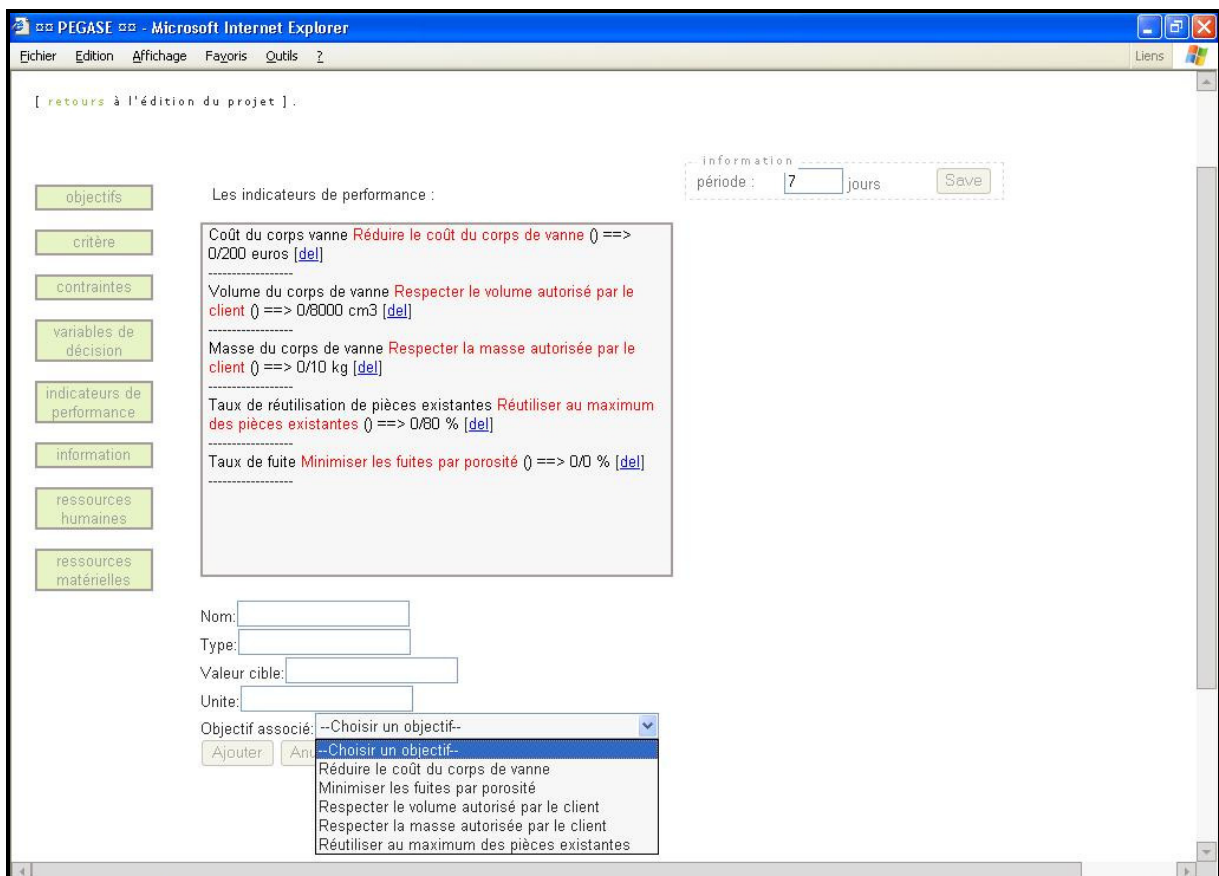 ¤¤ PEGASE ¤¤ - Microsoft Internet Explorer
Fichier Edition Affichage Favoris Outils ? Liens
[ retours à l'édition du projet ].
information
période : 7 jours Save
objectifs
critère
contraintes
variables de
décision
indicateurs de
performance
information
ressources
humaines
ressources
matérielles
Les indicateurs de performance :
Coût du corps vanne Réduire le coût du corps de vanne () ==>
0/200 euros [del]
------------------
Volume du corps de vanne Respecter le volume autorisé par le
client () ==> 0/8000 cm3 [del]
------------------
Masse du corps de vanne Respecter la masse autorisée par le
client () ==> 0/10 kg [del]
------------------
Taux de réutilisation de pièces existantes Réutiliser au maximum
des pièces existantes () ==> 0/80 % [del]
------------------
Taux de fuite Minimiser les fuites par porosité () ==> 0/0 % [del]
------------------
Nom:
Type:
Valeur cible:
Unite:
Objectif associé: --Choisir un objectif--
Ajouter Anu
--Choisir un objectif--
Réduire le coût du corps de vanne
Minimiser les fuites par porosité
Respecter le volume autorisé par le client
Respecter la masse autorisée par le client
Réutiliser au maximum des pièces existantes